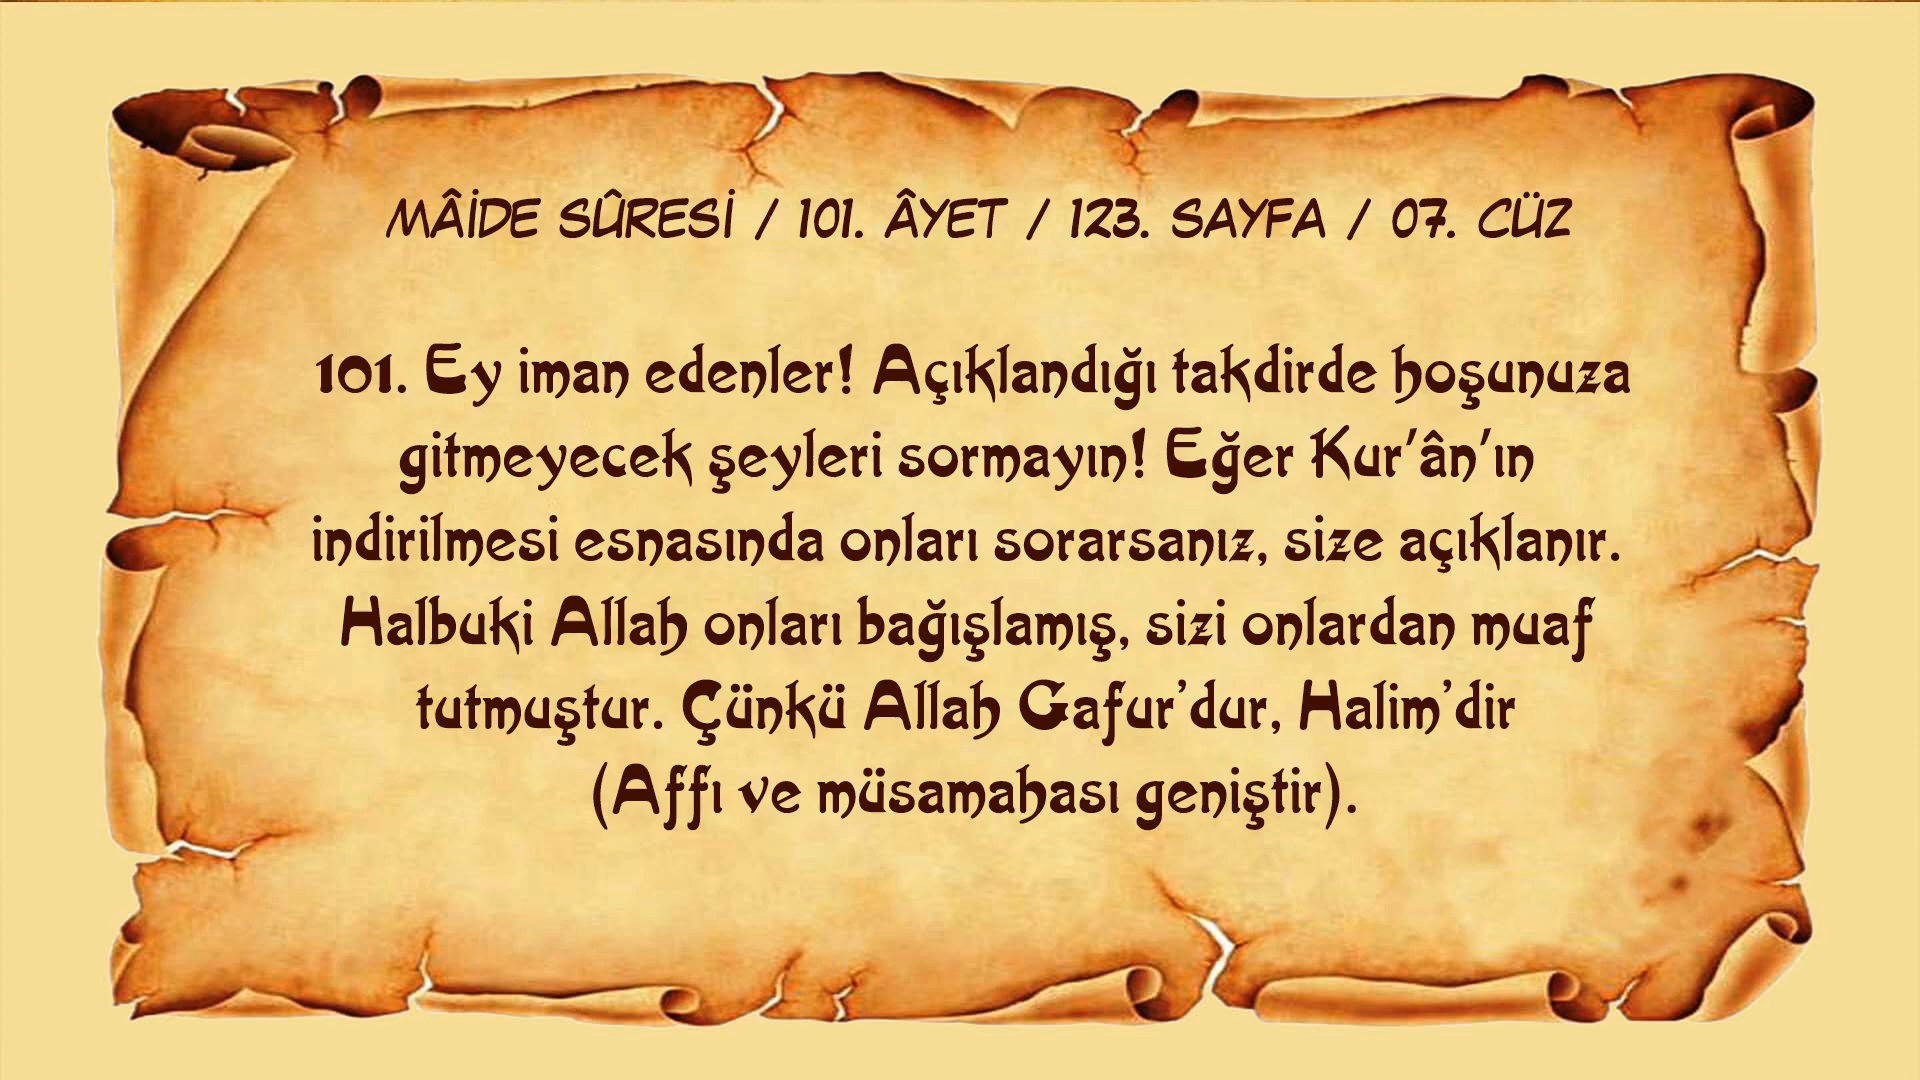 MÂİDE SÛRESİ / 101. ÂYET / 123. SAYFA / 07. CÜZ
101. Ey iman edenler! Açıklandığı takdirde hoşunuza
gitmeyecek şeyleri sormayın! Eğer Kur'ân'ın
indirilmesi esnasında onları sorarsanız, size açıklanır.
Halbuki Allah onları bağışlamış, sizi onlardan muaf
tutmuştur. Çünkü Allah Gafur'dur, Halim'dir
(Affı ve müsamahası geniştir).